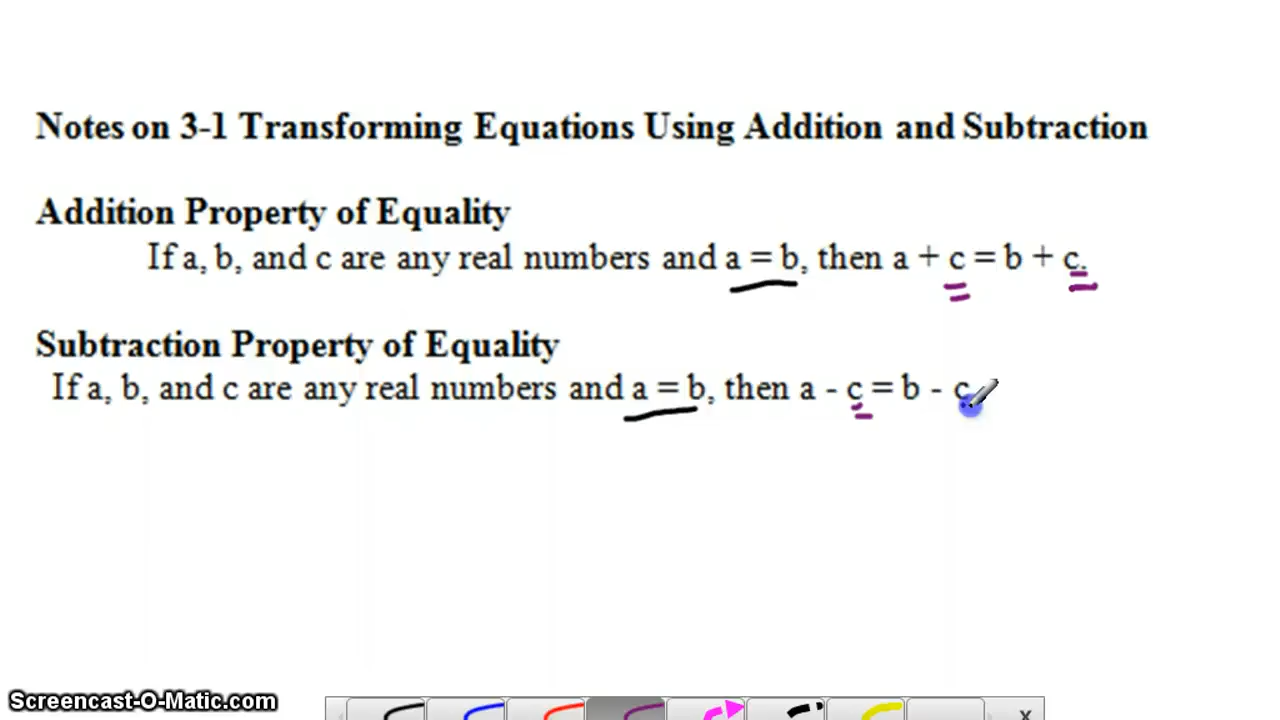 Notes on 3-1 Transforming Equations Using Addition and Subtraction
Addition Property of Equality
If a, b, and c are any real numbers and a = b, then a + c = b + c.
Subtraction Property of Equality
If a, b, and c are any real numbers and a = b, then a - c = b - c
Screencast-O-Matic.com
x